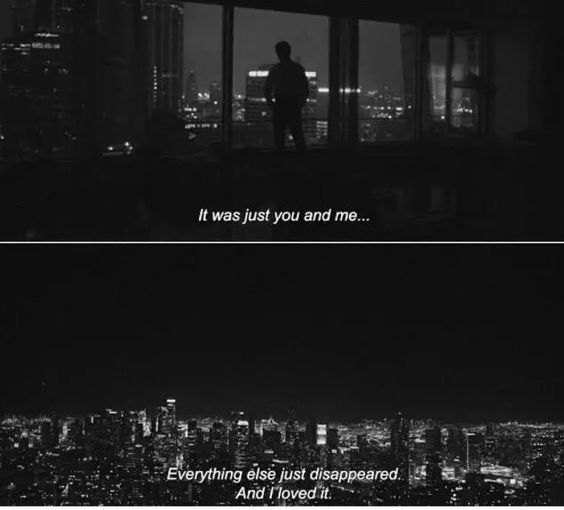 It was just you and me...
Everything else just disappeared.
And I loved it.